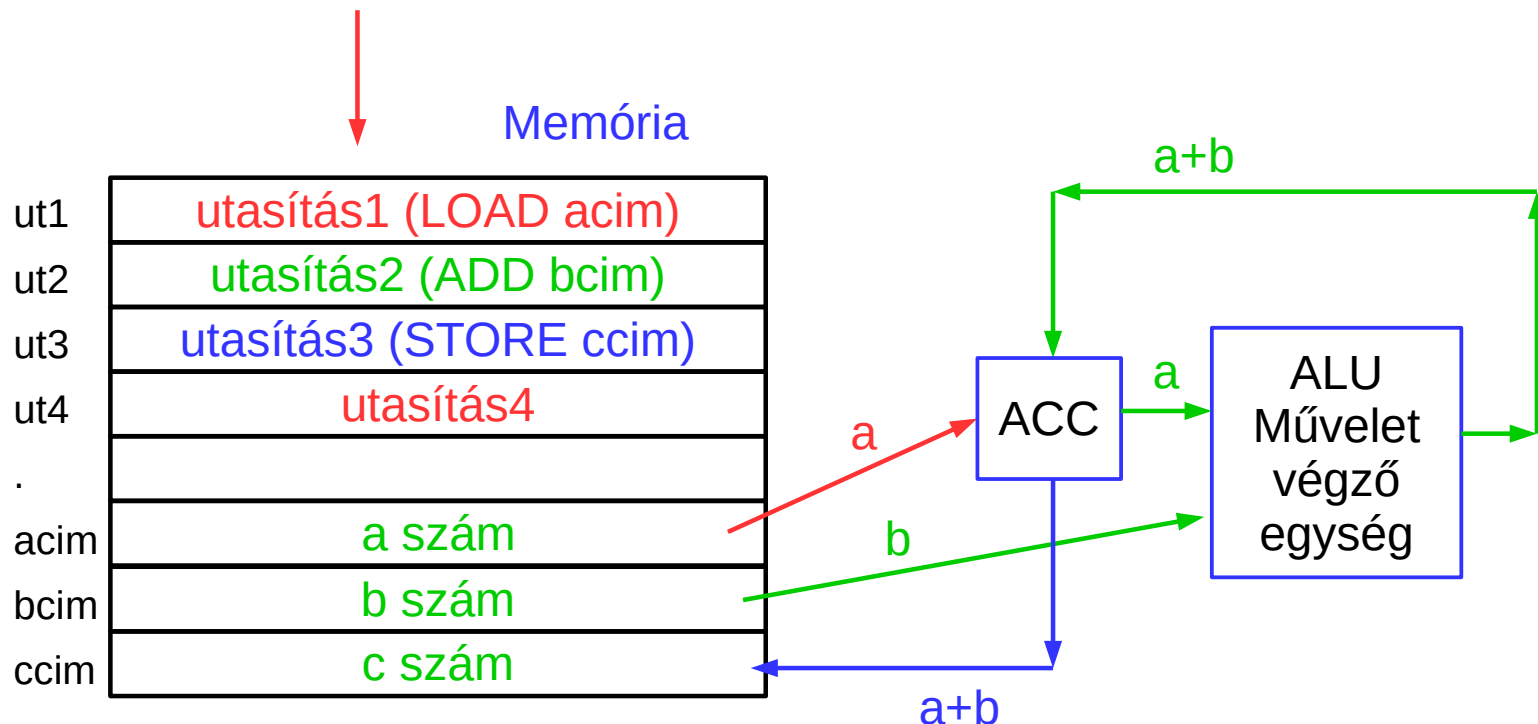 Memória
ut1 utasítás1 (LOAD acim)
ut2 utasítás2 (ADD bcim)
ut3 utasítás3 (STORE ccim)
ut4 utasítás4
.
acim a szám
bcim b szám
ccim c szám
a
b
a+b
ACC
a
a+b
ALU
Művelet
végző
egység